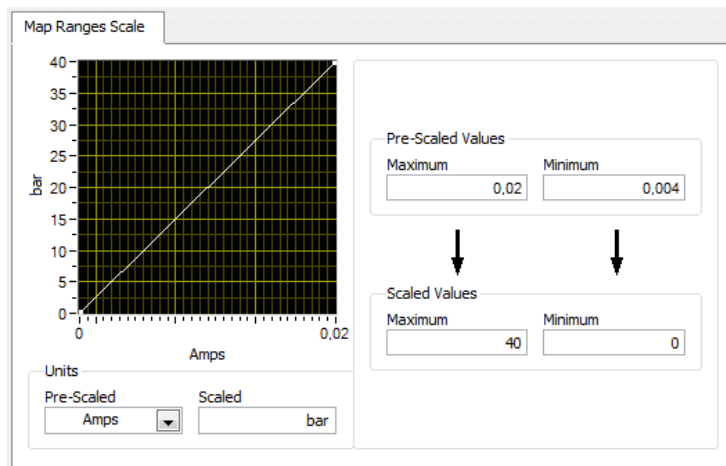 Map Ranges Scale
40
35
30
25
20
15
10
5
0
bar
0 0,02
Amps
Units
Pre-Scaled Scaled
Amps bar
Pre-Scaled Values
Maximum Minimum
0,02 0,004
Scaled Values
Maximum Minimum
40 0